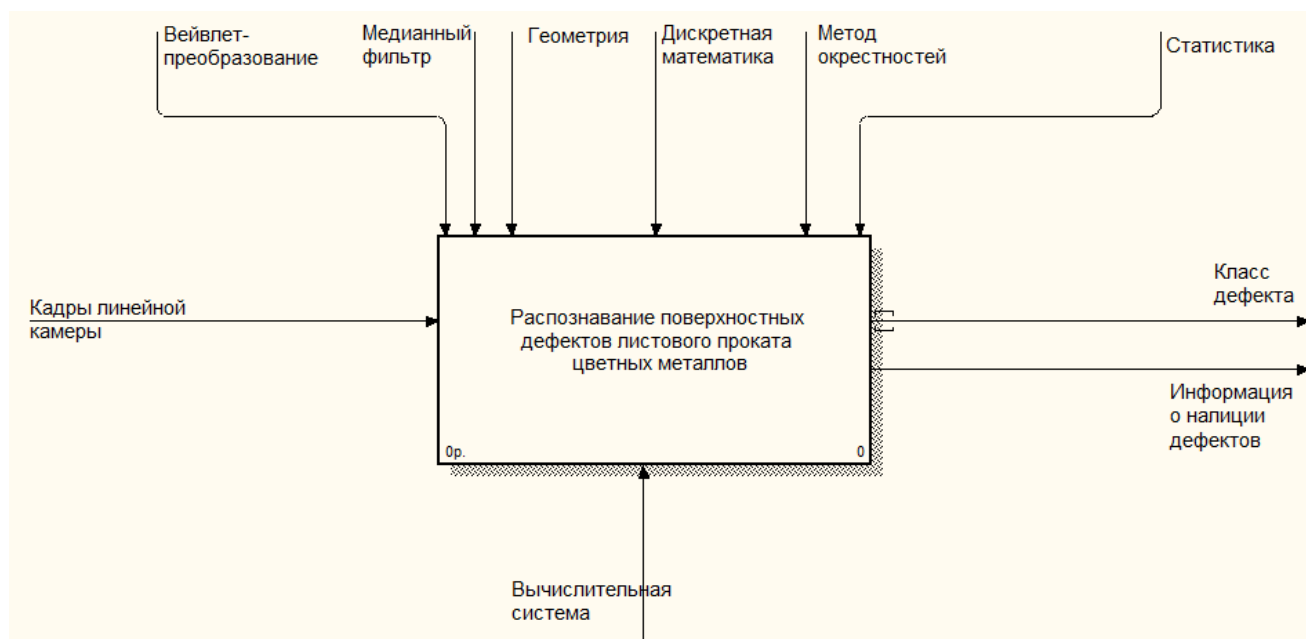 Вейвлет-
преобразование
Медианный
фильтр
Геометрия
Дискретная
математика
Метод
окрестностей
Статистика
Кадры линейной
камеры
Распознавание поверхностных
дефектов листового проката
цветных металлов
0р.
0
Класс
дефекта
Информация
о налиции
дефектов
Вычислительная
система